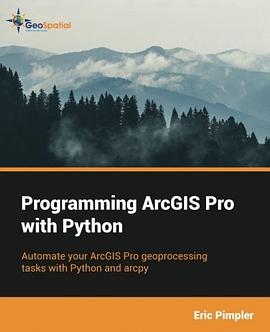 GeoSpatial
Programming ArcGIS Pro
with Python
Automate your ArcGIS Pro geoprocessing
tasks with Python and arcpy
Eric Pimpler